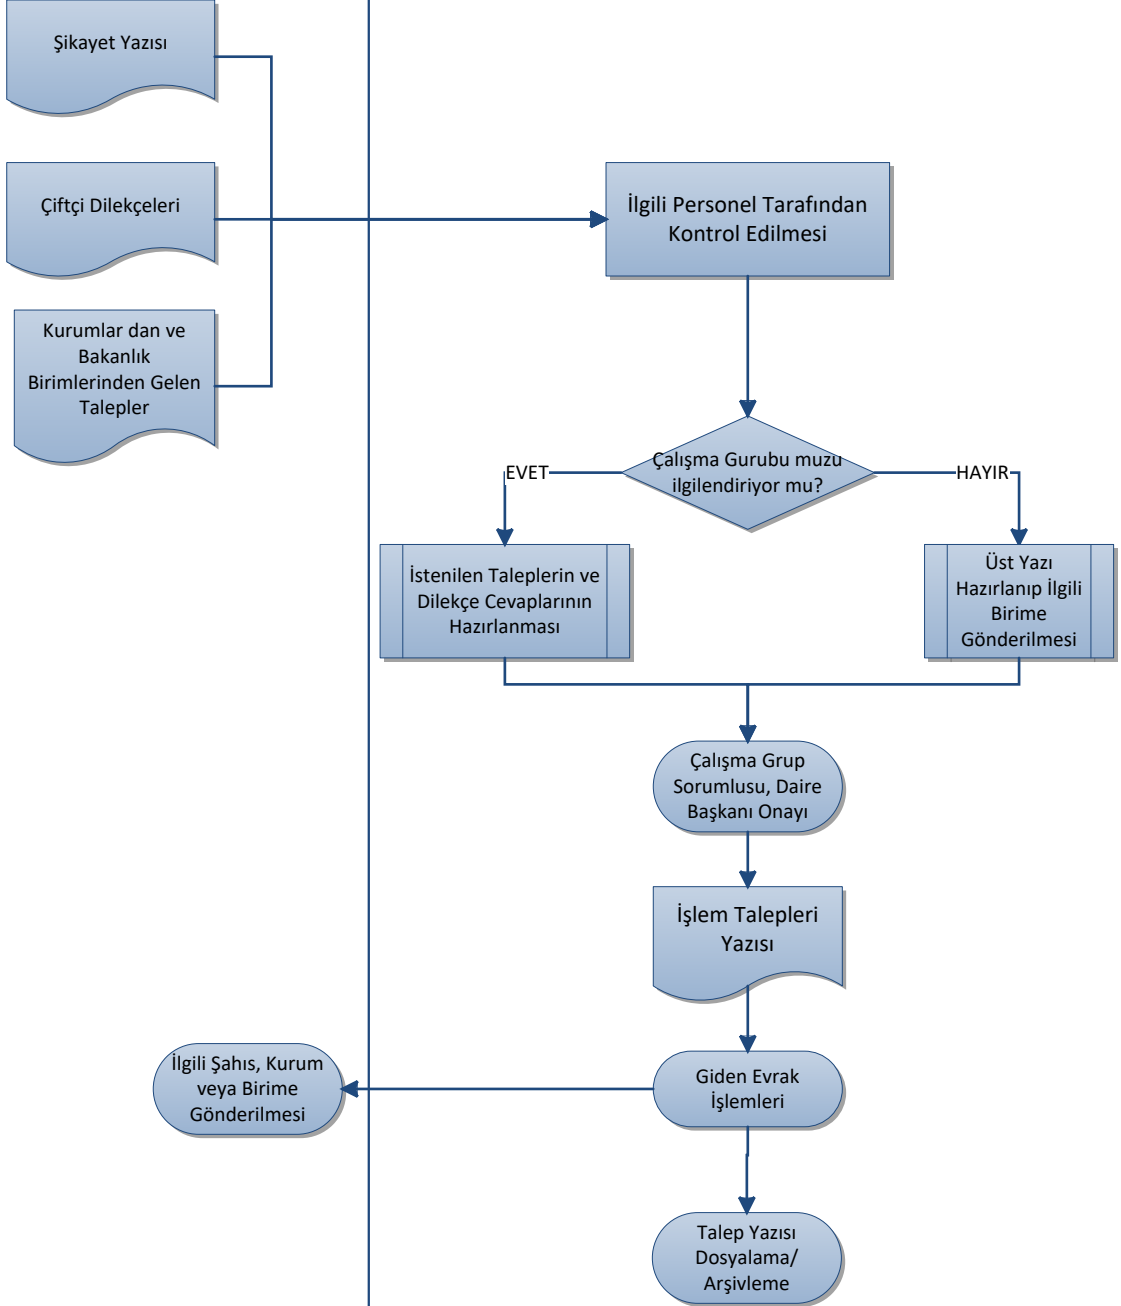 Şikayet Yazısı
Çiftçi Dilekçeleri
Kurumlar dan ve
Bakanlık
Birimlerinden Gelen
Talepler
İlgili Personel Tarafından
Kontrol Edilmesi
Çalışma Gurubu muzu
ilgilendiriyor mu?
EVET
HAYIR
İstenilen Taleplerin ve
Dilekçe Cevaplarının
Hazırlanması
Üst Yazı
Hazırlanıp İlgili
Birime
Gönderilmesi
Çalışma Grup
Sorumlusu, Daire
Başkanı Onayı
İşlem Talepleri
Yazısı
İlgili Şahıs, Kurum
veya Birime
Gönderilmesi
Giden Evrak
İşlemleri
Talep Yazısı
Dosyalama/
Arşivleme